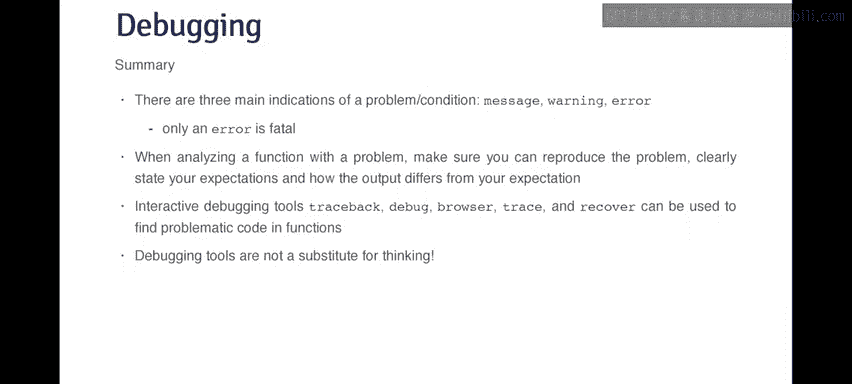 Debugging
Summary
· There are three main indications of a problem/condition: message, warning, error
- only an error is fatal
· When analyzing a function with a problem, make sure you can reproduce the problem, clearly
state your expectations and how the output differs from your expectation
· Interactive debugging tools traceback, debug, browser, trace, and recover can be used to
find problematic code in functions
· Debugging tools are not a substitute for thinking!